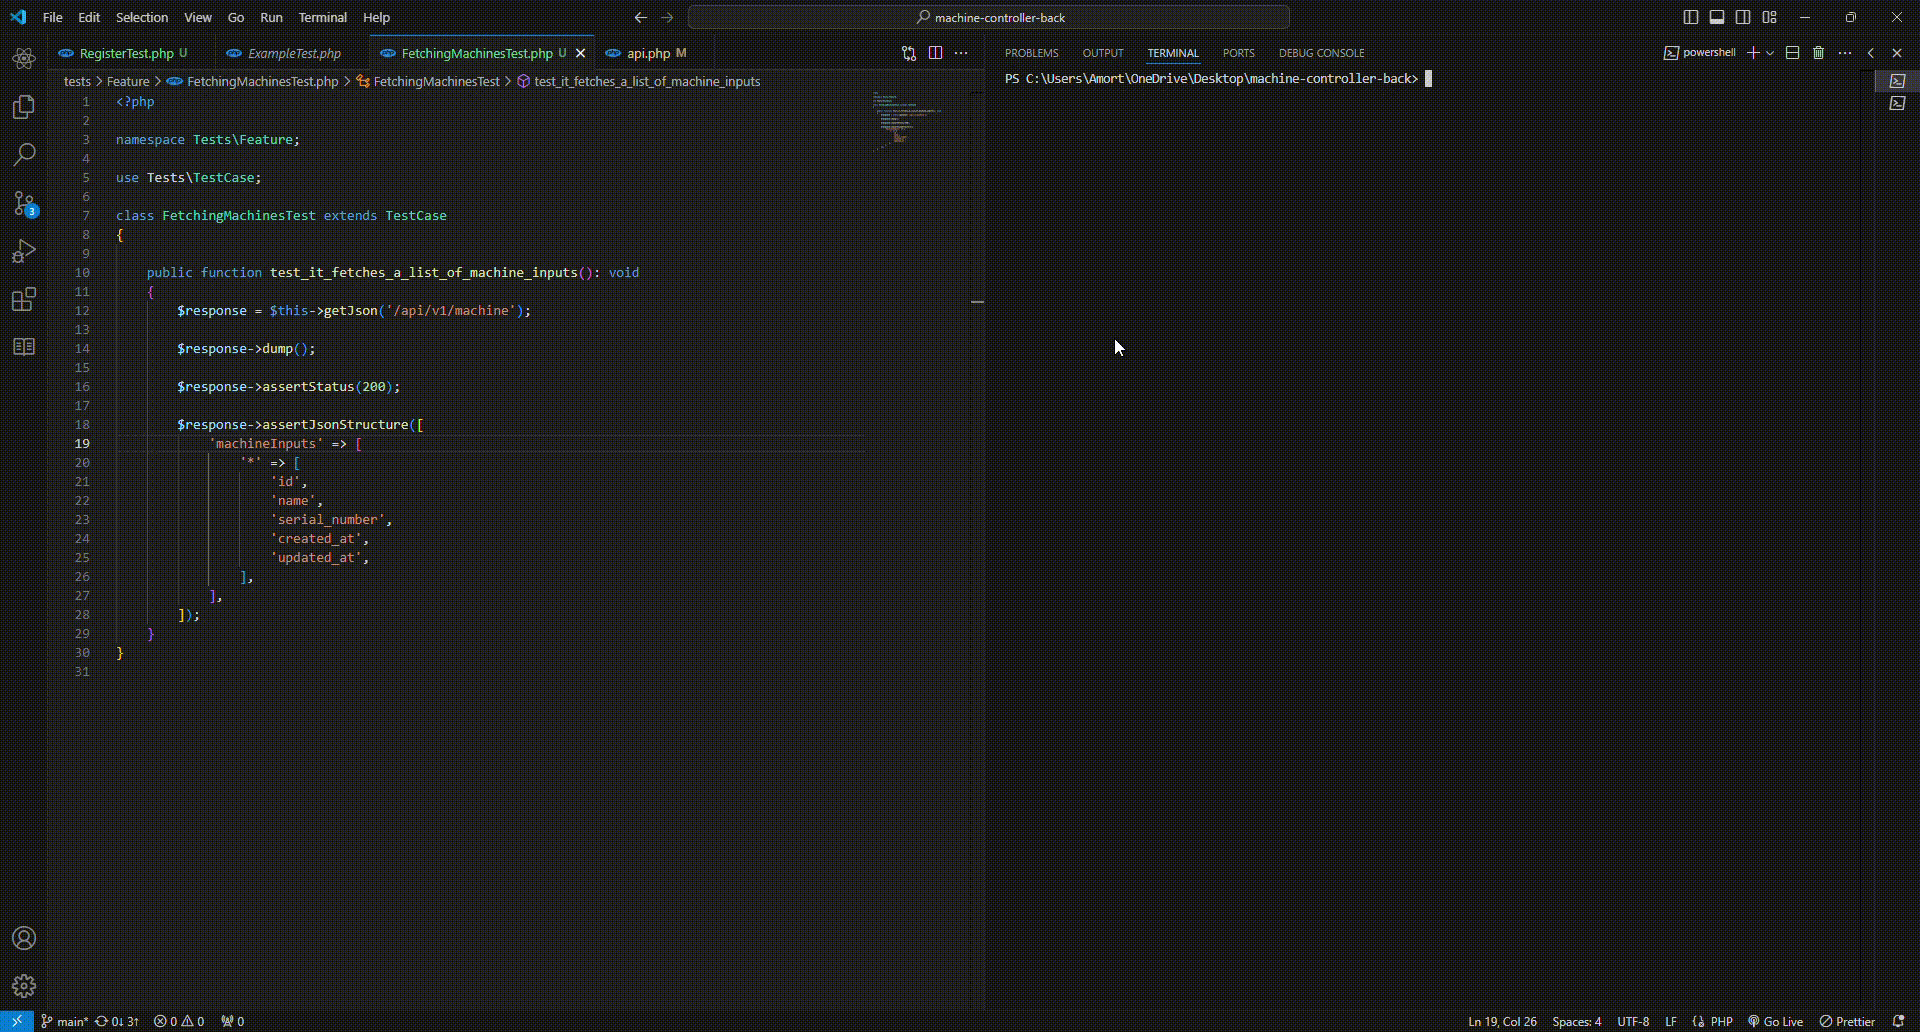 File Edit Selection View Go Run Terminal Help
machine-controller-back
RegisterTest.php U
ExampleTest.php
FetchingMachinesTest.php U
api.php M
PROBLEMS OUTPUT TERMINAL PORTS DEBUG CONSOLE
powershell
tests > Feature > FetchingMachinesTest.php > FetchingMachinesTest > test_it_fetches_a_list_of_machine_inputs
PS C:\Users\Amort\OneDrive\Desktop\machine-controller-back>
1 <?php
2
3 namespace Tests\Feature;
4
5 use Tests\TestCase;
6
7 class FetchingMachinesTest extends TestCase
8 {
9
10 public function test_it_fetches_a_list_of_machine_inputs(): void
11 {
12 $response = $this->getJson('/api/v1/machine');
13
14 $response->dump();
15
16 $response->assertStatus(200);
17
18 $response->assertJsonStructure([
19 'machineInputs' => [
20 '*' => [
21 'id',
22 'name',
23 'serial_number',
24 'created_at',
25 'updated_at',
26 ],
27 ],
28 ]);
29 }
30 }
31
3
main* 0↓ 3↑ 0 0 0
Ln 19, Col 26 Spaces: 4 UTF-8 LF PHP Go Live Prettier